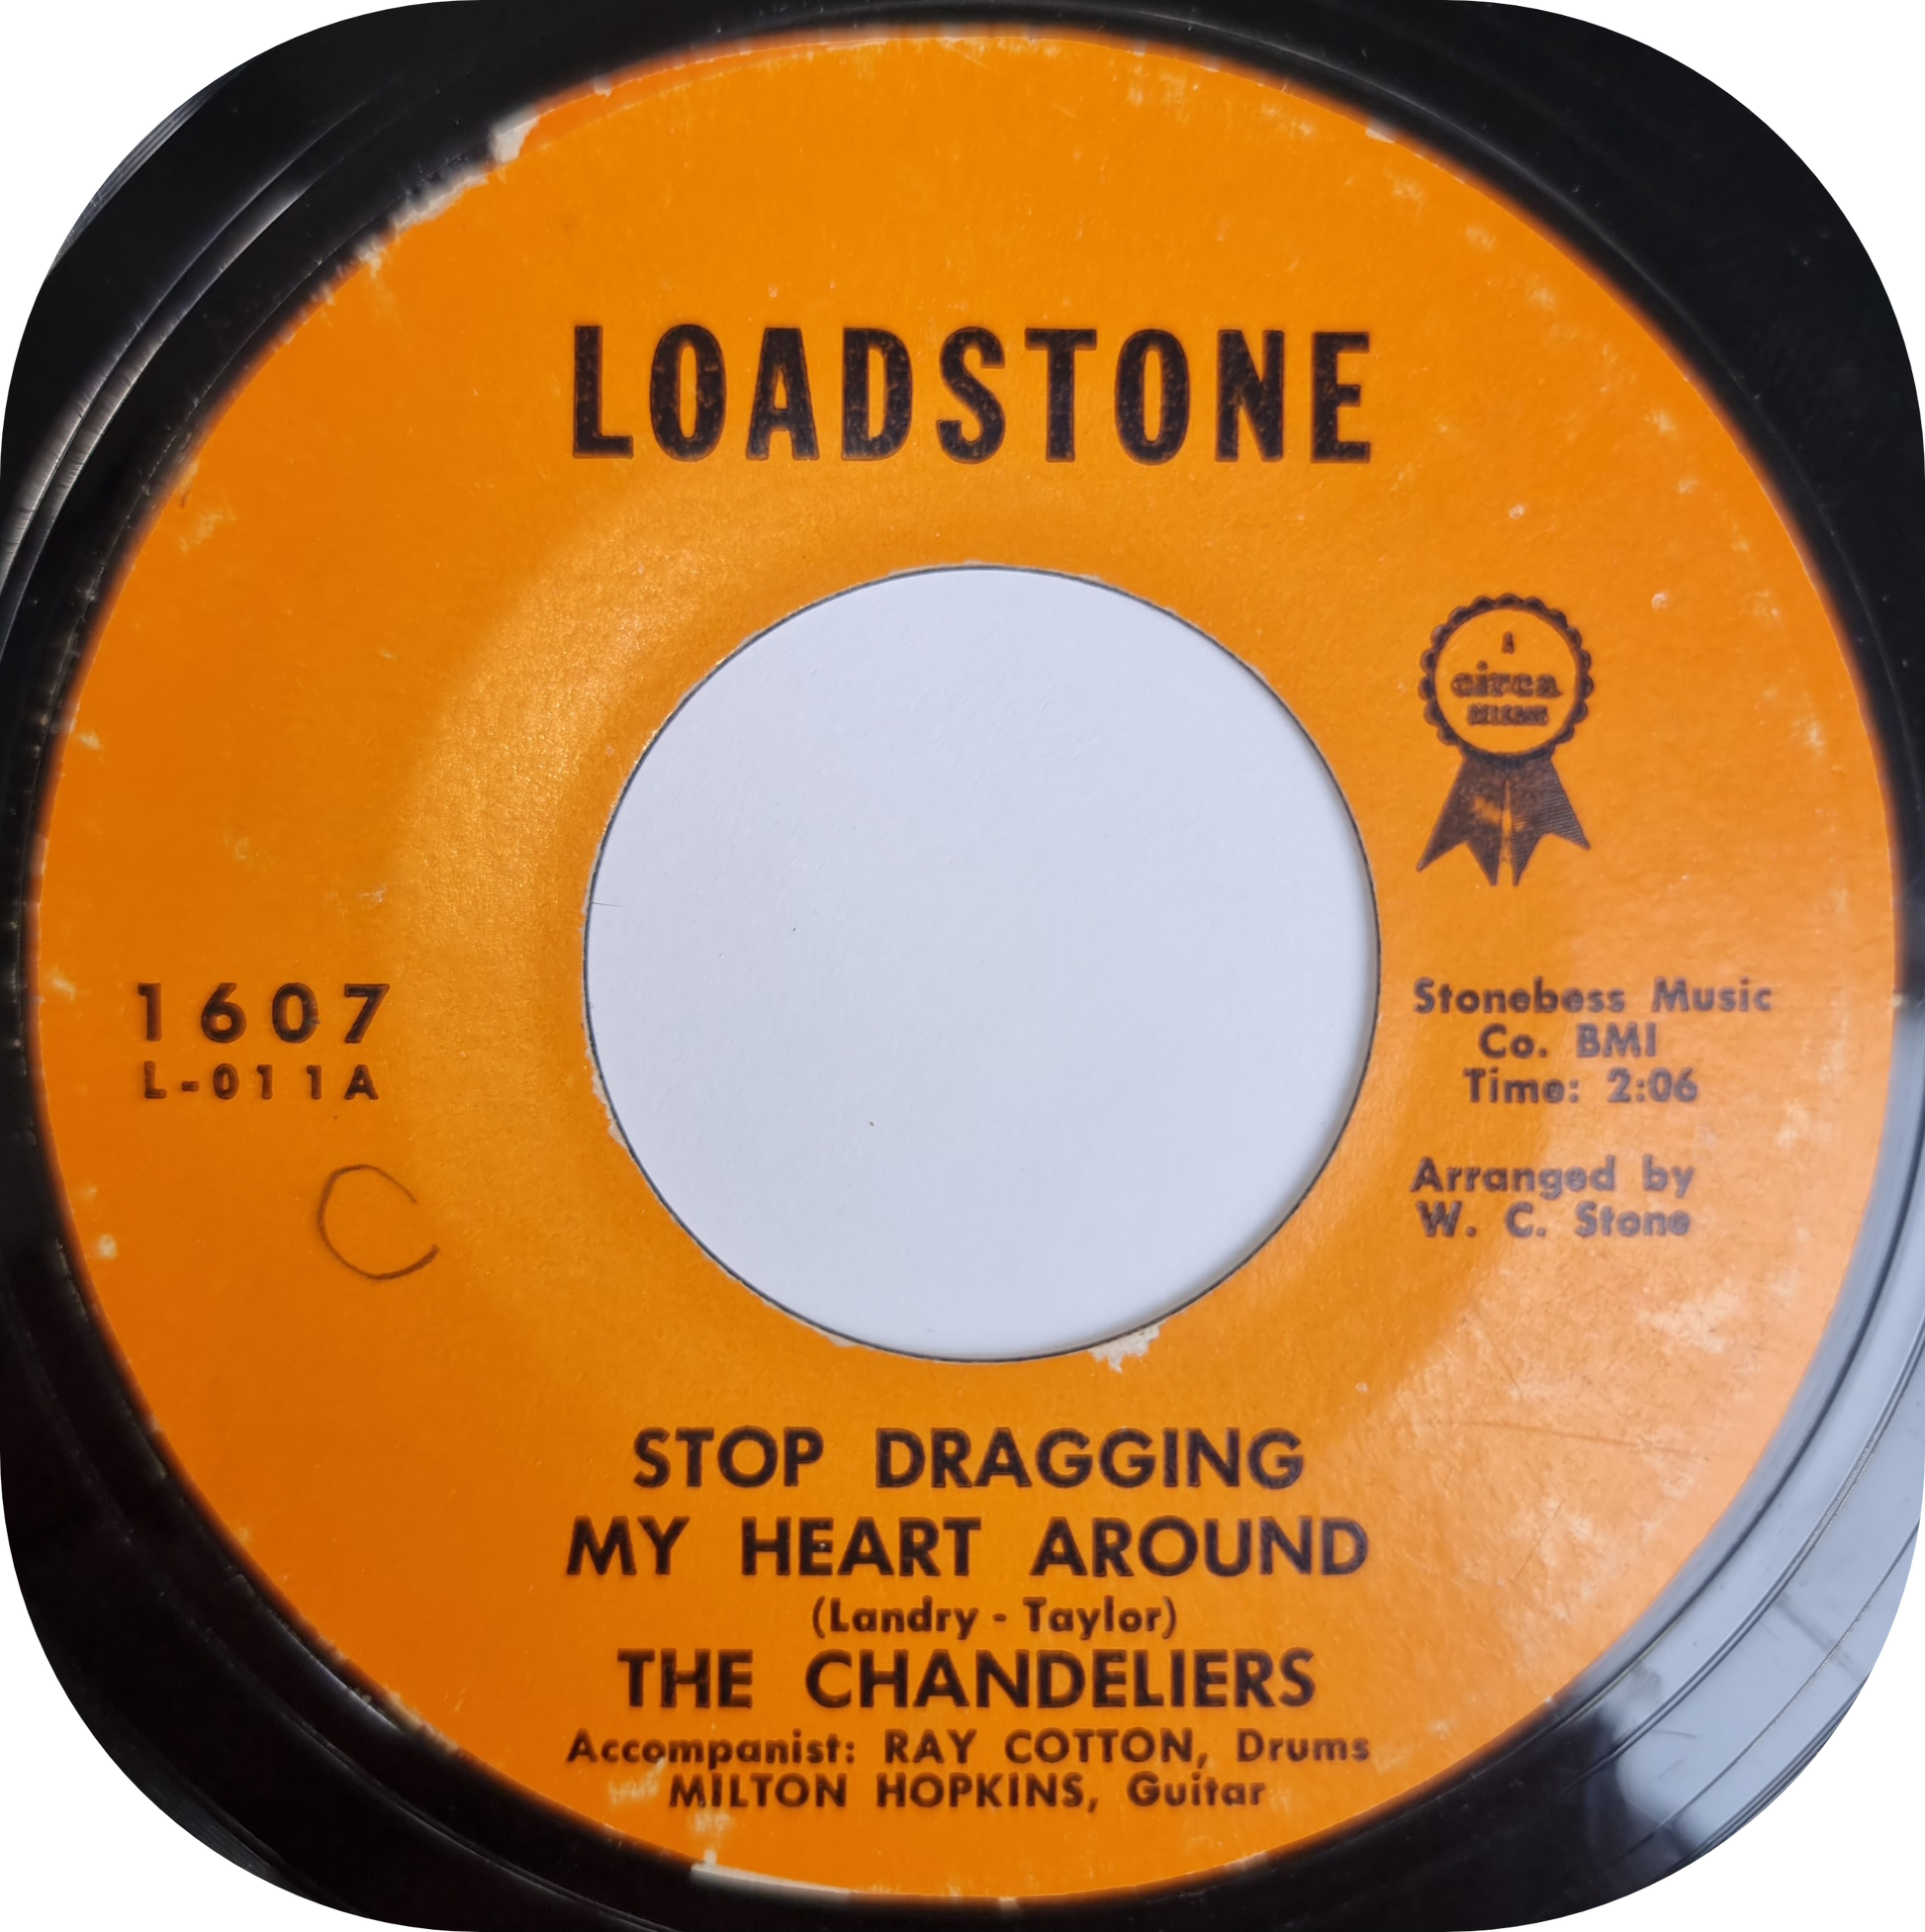 LOADSTONE
A
circa
RELEASE
1607
L-011A
C
Stonebess Music
Co. BMI
Time: 2:06
Arranged by
W. C. Stone
STOP DRAGGING
MY HEART AROUND
(Landry - Taylor)
THE CHANDELIERS
Accompanist: RAY COTTON, Drums
MILTON HOPKINS, Guitar